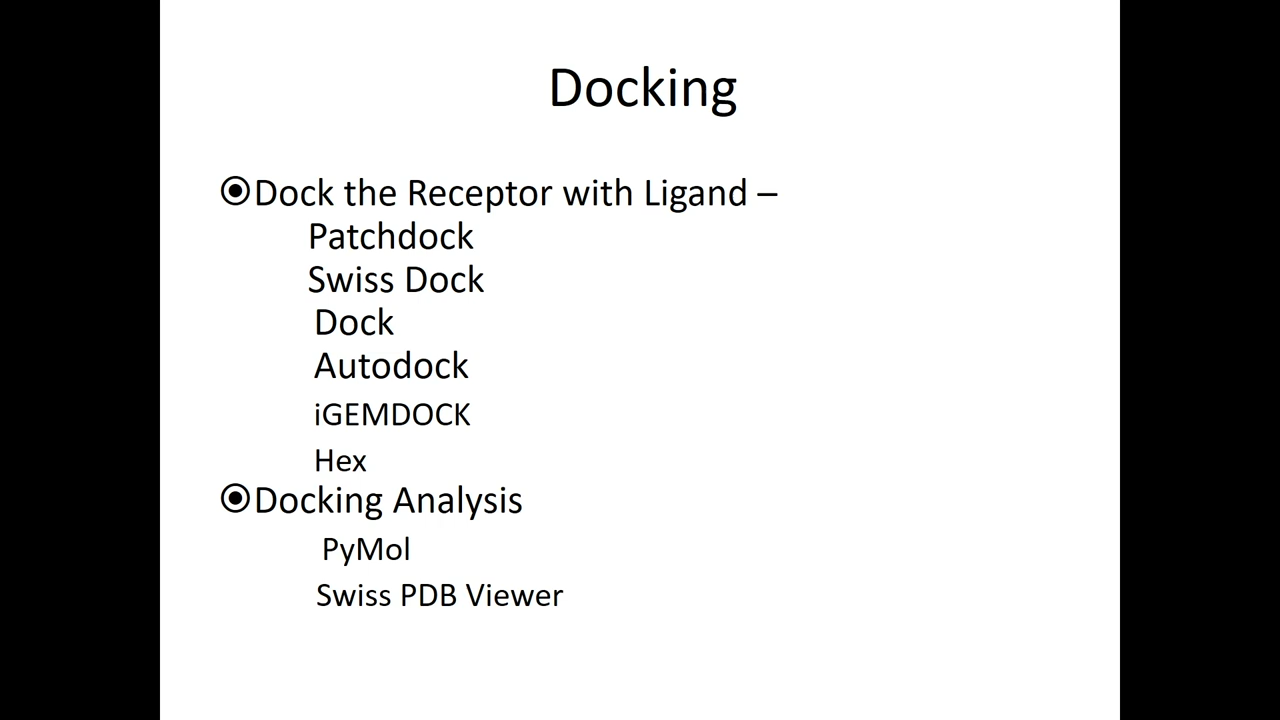 Docking
Dock the Receptor with Ligand –
Patchdock
Swiss Dock
Dock
Autodock
iGEMDOCK
Hex
Docking Analysis
PyMol
Swiss PDB Viewer